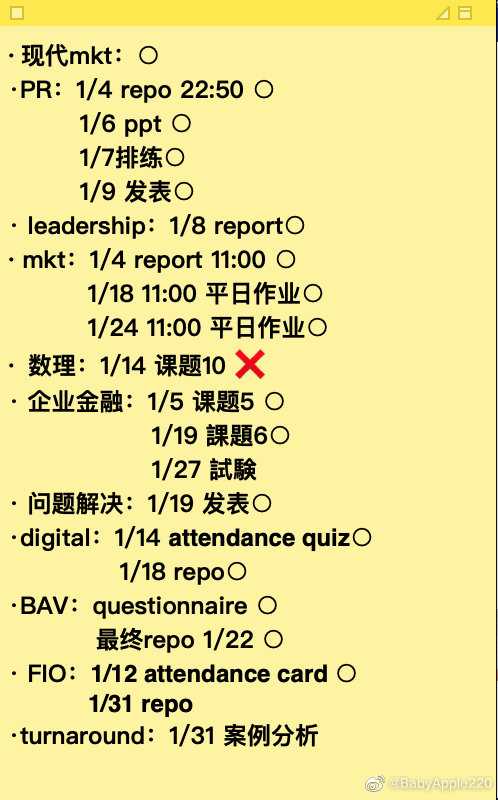 · 现代mkt：○
·PR：1/4 repo 22:50 ○
1/6 ppt ○
1/7排练○
1/9 发表○
· leadership：1/8 report○
· mkt：1/4 report 11:00 ○
1/18 11:00 平日作业○
1/24 11:00 平日作业○
· 数理：1/14 课题10 ❌
· 企业金融：1/5 课题5 ○
1/19 課題6○
1/27 試験
· 问题解决：1/19 发表○
·digital：1/14 attendance quiz○
1/18 repo○
·BAV：questionnaire ○
最终repo 1/22 ○
· FIO：1/12 attendance card ○
1/31 repo
·turnaround：1/31 案例分析
@BabyApple220